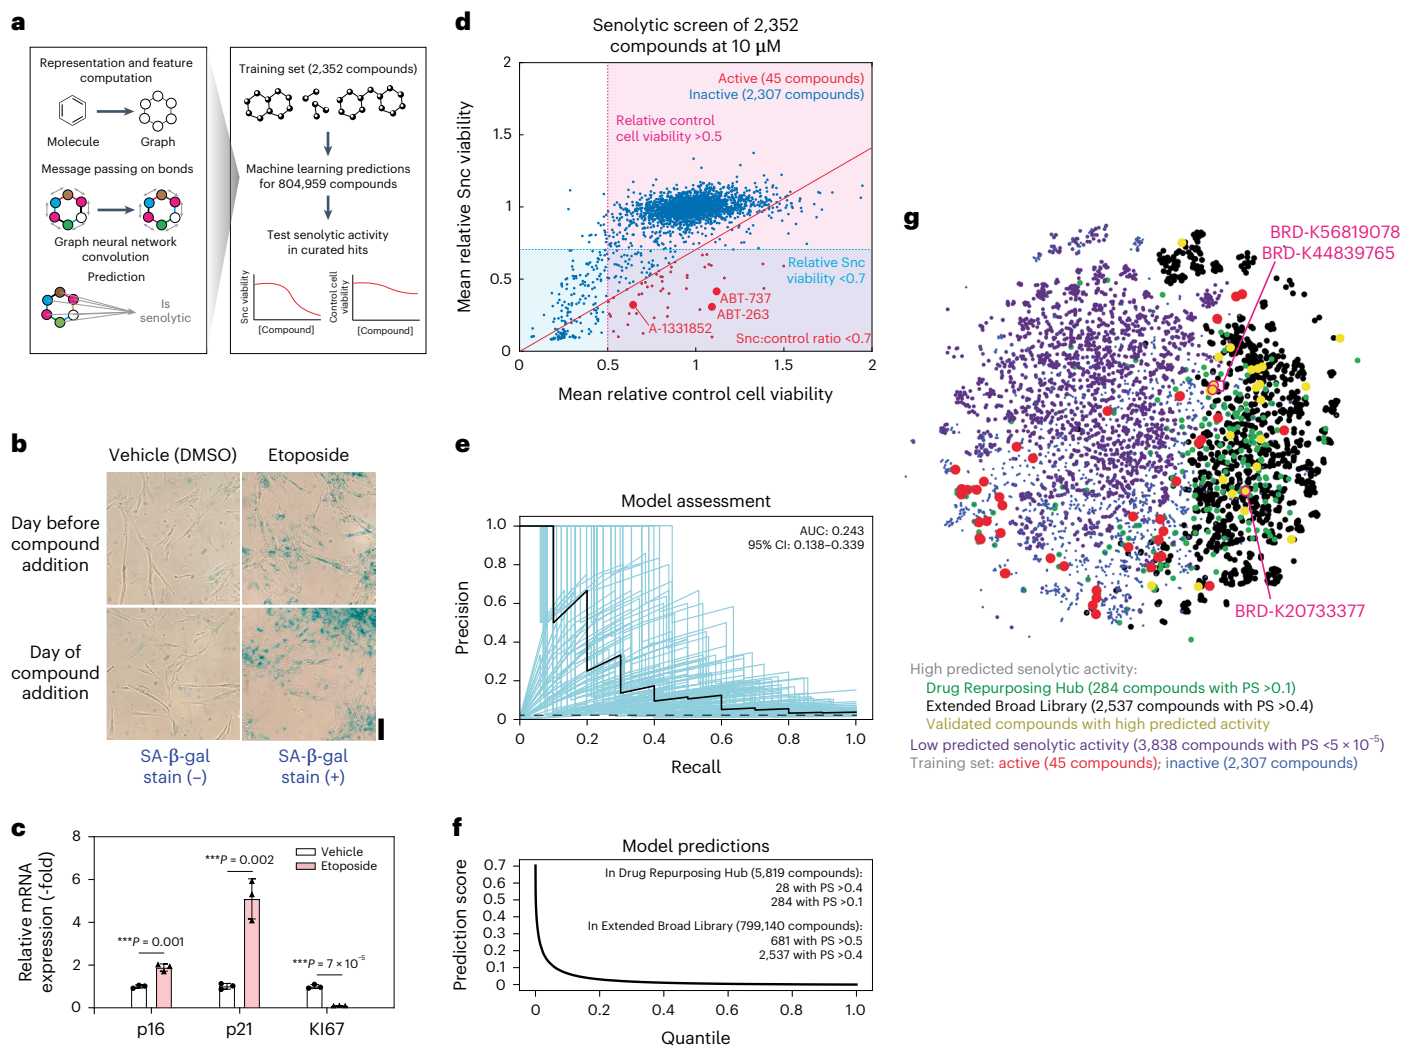 a
Representation and feature
computation
Molecule
Graph
Message passing on bonds
Graph neural network
convolution
Prediction
Is
senolytic
Training set (2,352 compounds)
Machine learning predictions
for 804,959 compounds
Test senolytic activity
in curated hits
Snc viability
[Compound]
Control cell
viability
[Compound]
b
Vehicle (DMSO)
Etoposide
Day before
compound
addition
Day of
compound
addition
SA-β-gal
stain (–)
SA-β-gal
stain (+)
c
Relative mRNA
expression (-fold)
8
6
4
2
0
Vehicle
Etoposide
***P = 0.001
***P = 0.002
***P = 7 × 10⁻⁵
p16
p21
KI67
d
Senolytic screen of 2,352
compounds at 10 μM
Mean relative Snc viability
2
1.5
1
0.5
0
Active (45 compounds)
Inactive (2,307 compounds)
Relative control
cell viability >0.5
Relative Snc
viability <0.7
ABT-737
ABT-263
A-1331852
Snc:control ratio <0.7
0
0.5
1
1.5
2
Mean relative control cell viability
e
Model assessment
Precision
1.0
0.8
0.6
0.4
0.2
0
AUC: 0.243
95% CI: 0.138–0.339
0
0.2
0.4
0.6
0.8
1.0
Recall
f
Model predictions
Prediction score
0.7
0.6
0.5
0.4
0.3
0.2
0.1
0
In Drug Repurposing Hub (5,819 compounds):
28 with PS >0.4
284 with PS >0.1
In Extended Broad Library (799,140 compounds):
681 with PS >0.5
2,537 with PS >0.4
0
0.2
0.4
0.6
0.8
1.0
Quantile
g
BRD-K56819078
BRD-K44839765
BRD-K20733377
High predicted senolytic activity:
Drug Repurposing Hub (284 compounds with PS >0.1)
Extended Broad Library (2,537 compounds with PS >0.4)
Validated compounds with high predicted activity
Low predicted senolytic activity (3,838 compounds with PS <5 × 10⁻⁵)
Training set: active (45 compounds); inactive (2,307 compounds)